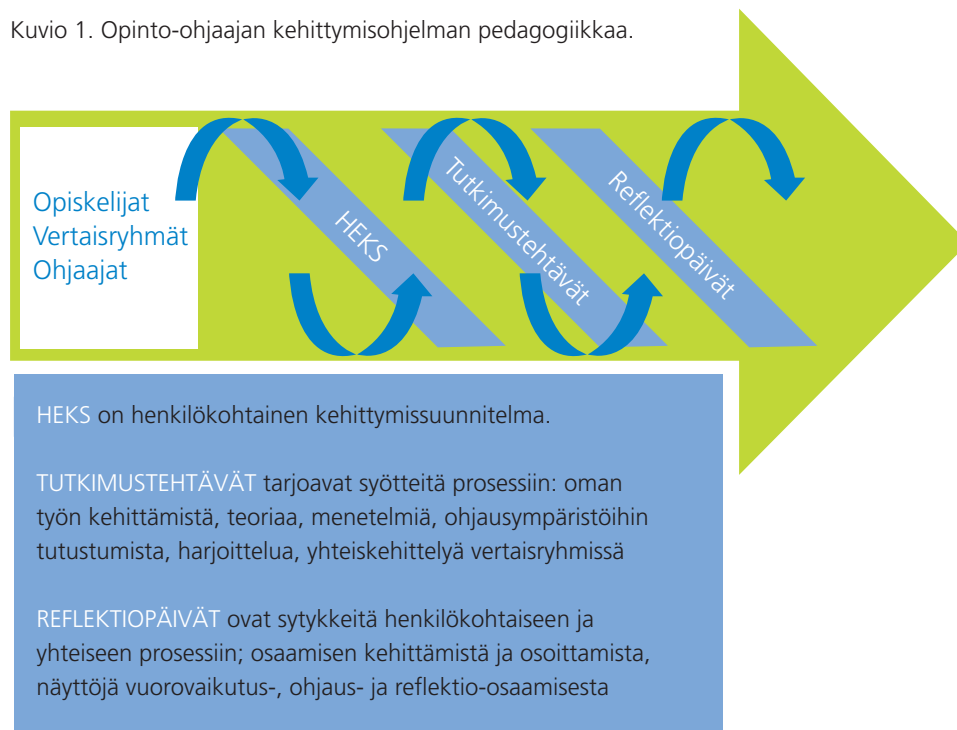 Kuvio 1. Opinto-ohjaajan kehittymisohjelman pedagogiikkaa.
Opiskelijat
Vertaisryhmät
Ohjaajat
HEKS
Tutkimustehtävät
Reflektiopäivät
HEKS on henkilökohtainen kehittymissuunnitelma.
TUTKIMUSTEHTÄVÄT tarjoavat syötteitä prosessiin: oman
työn kehittämistä, teoriaa, menetelmiä, ohjausympäristöihin
tutustumista, harjoittelua, yhteiskehittelyä vertaisryhmissä
REFLEKTIOPÄIVÄT ovat sytykkeitä henkilökohtaiseen ja
yhteiseen prosessiin; osaamisen kehittämistä ja osoittamista,
näyttöjä vuorovaikutus-, ohjaus- ja reflektio-osaamisesta